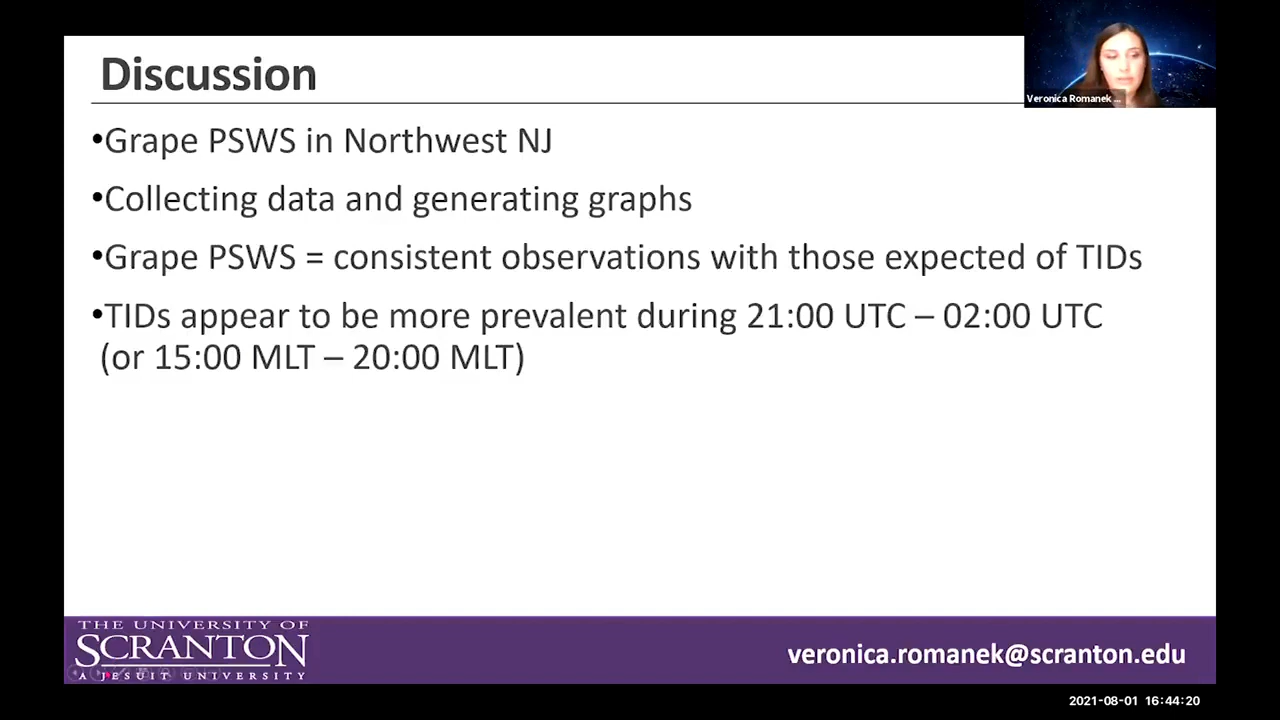 Discussion
Veronica Romanek ...
•Grape PSWS in Northwest NJ
•Collecting data and generating graphs
•Grape PSWS = consistent observations with those expected of TIDs
•TIDs appear to be more prevalent during 21:00 UTC – 02:00 UTC
(or 15:00 MLT – 20:00 MLT)
THE UNIVERSITY OF
SCRANTON
A JESUIT UNIVERSITY
veronica.romanek@scranton.edu
2021-08-01 16:44:20